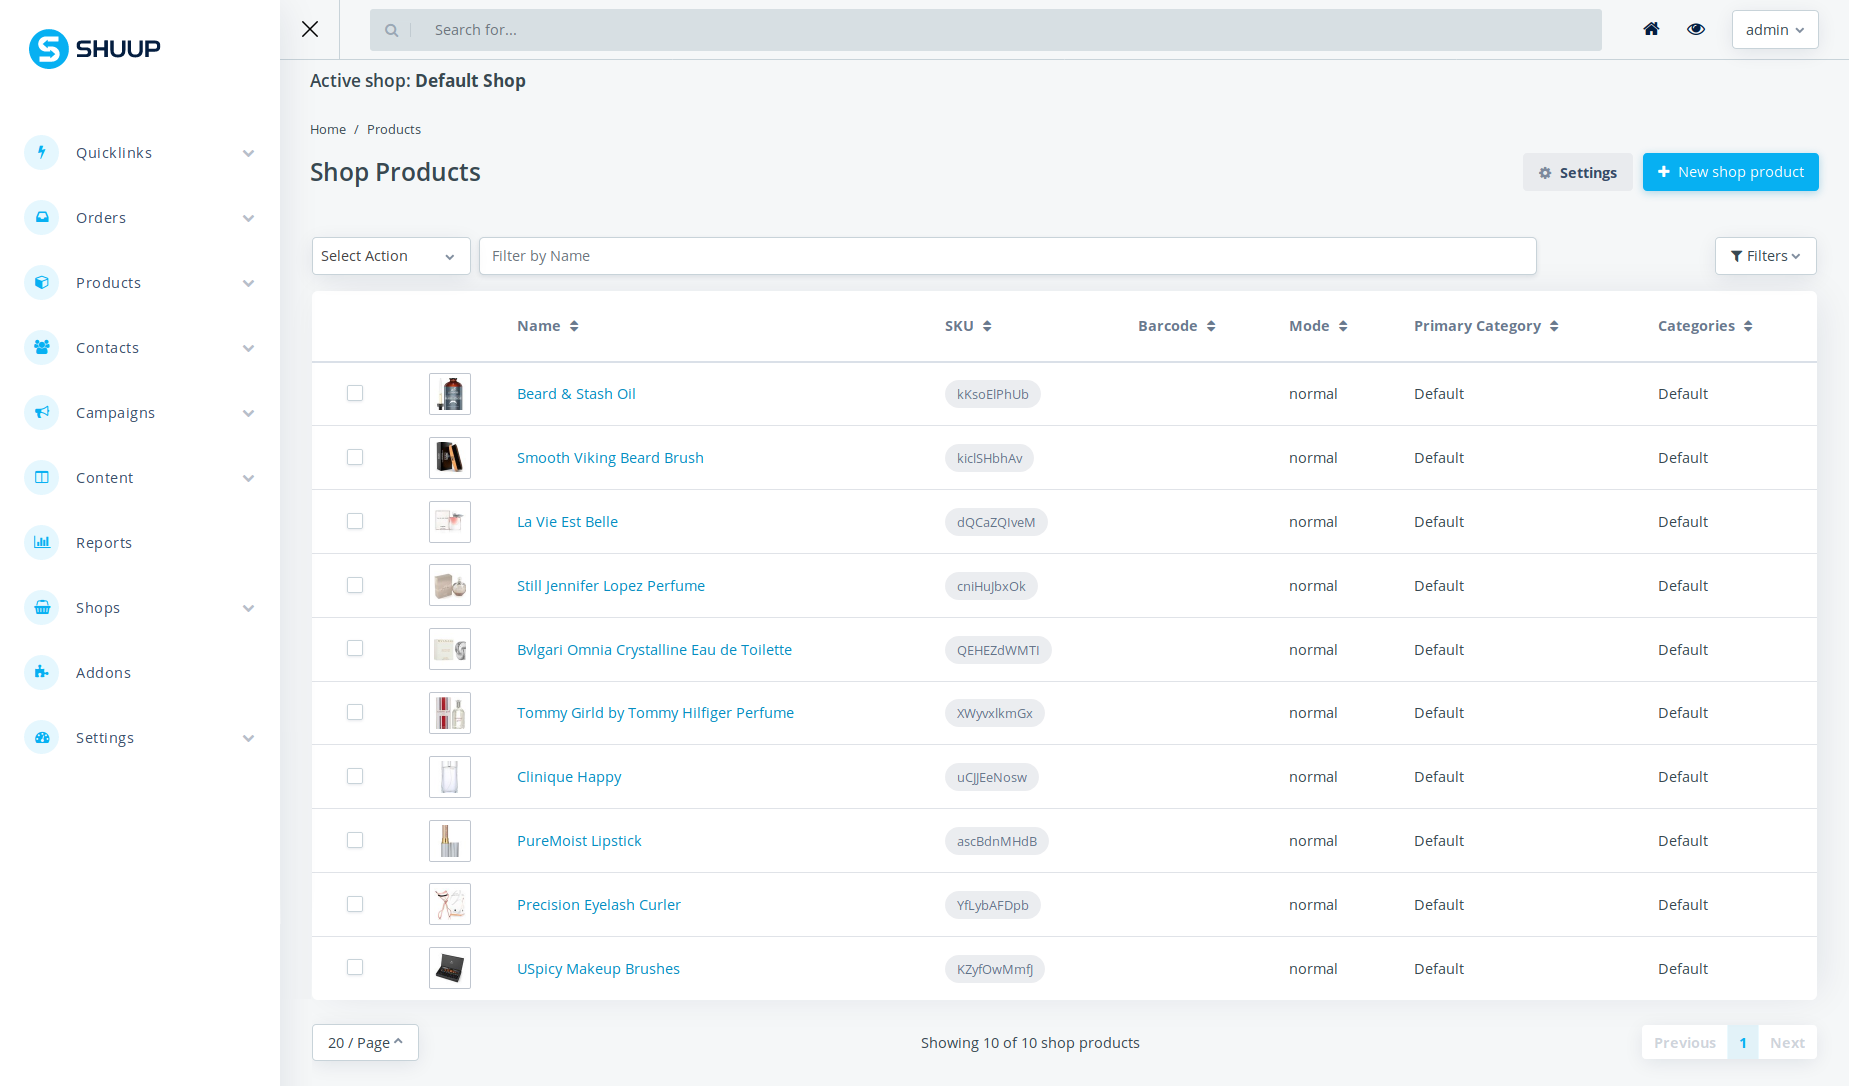 SHUUP
Search for...
admin
Active shop: Default Shop
Home / Products
Shop Products
Settings
New shop product
Quicklinks
Orders
Products
Contacts
Campaigns
Content
Reports
Shops
Addons
Settings
Select Action
Filter by Name
Filters
Name SKU Barcode Mode Primary Category Categories
Beard & Stash Oil kKsoElPhUb normal Default Default
Smooth Viking Beard Brush kiclSHbhAv normal Default Default
La Vie Est Belle dQCaZQIveM normal Default Default
Still Jennifer Lopez Perfume cniHuJbxOk normal Default Default
Bvlgari Omnia Crystalline Eau de Toilette QEHEZdWMTI normal Default Default
Tommy Girld by Tommy Hilfiger Perfume XWyvxlkmGx normal Default Default
Clinique Happy uCJJEeNosw normal Default Default
PureMoist Lipstick ascBdnMHdB normal Default Default
Precision Eyelash Curler YfLybAFDpb normal Default Default
USpicy Makeup Brushes KZyfOwMmfJ normal Default Default
20 / Page
Showing 10 of 10 shop products
Previous 1 Next